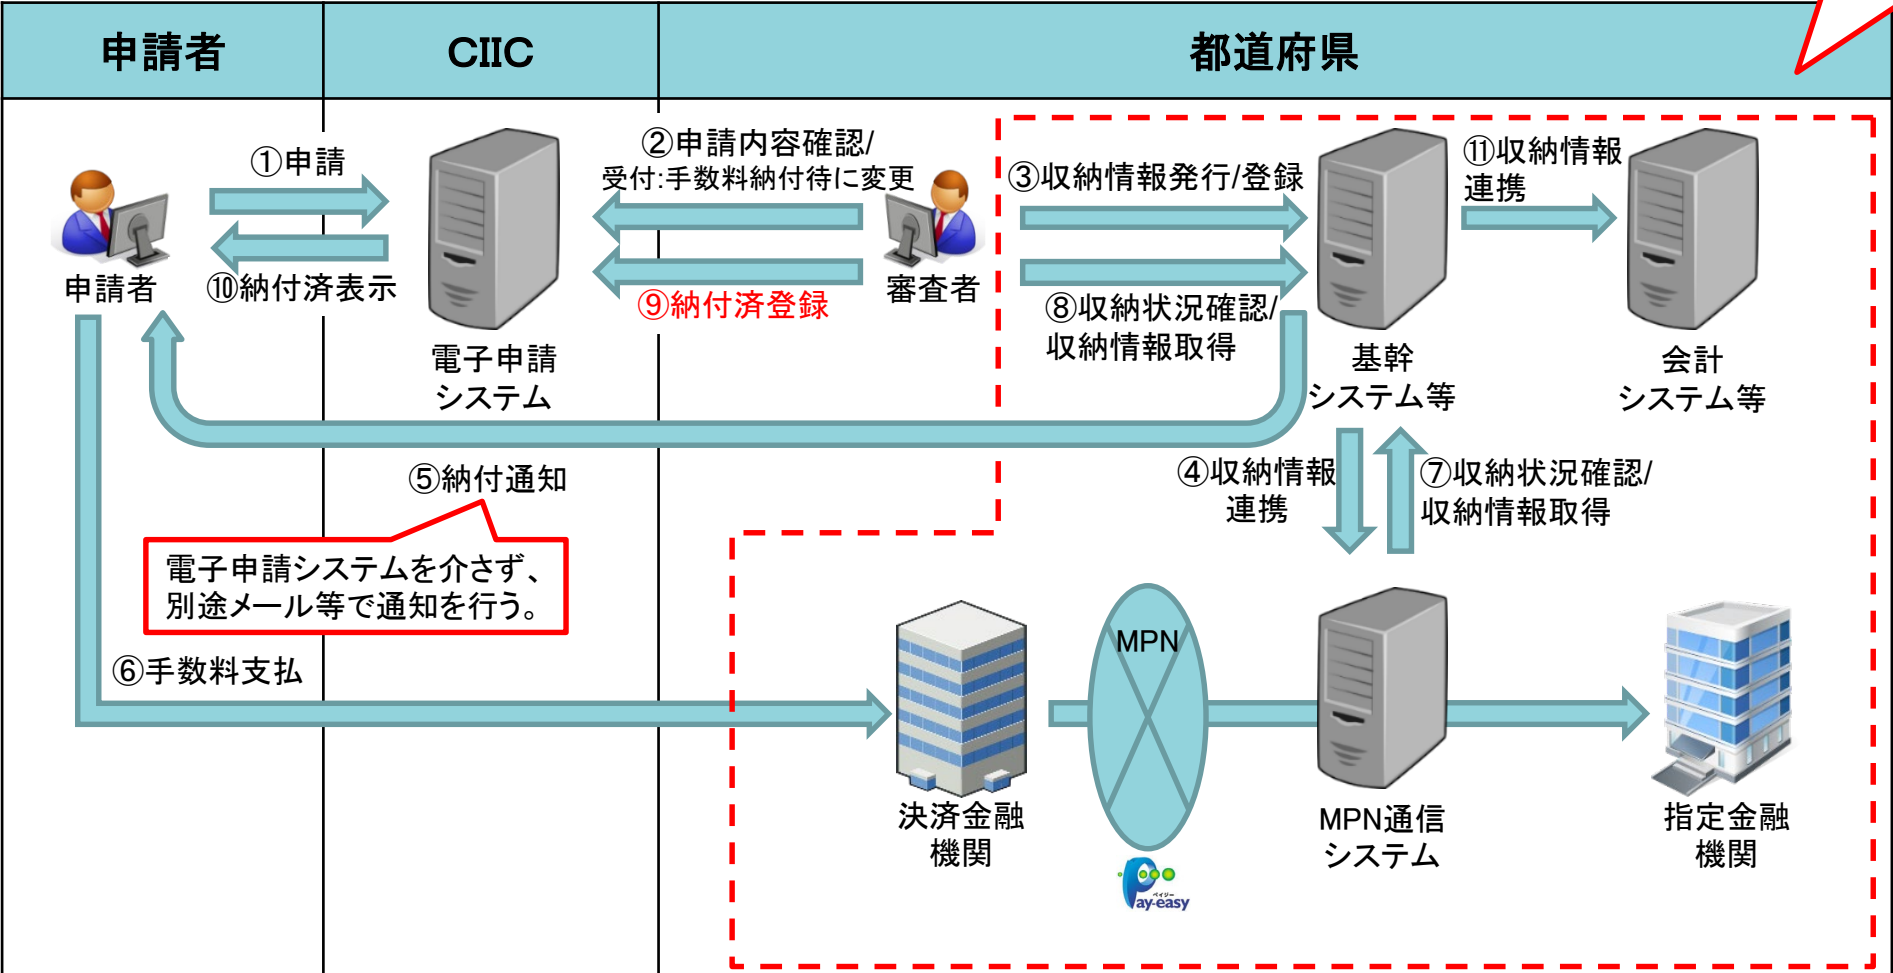 申請者
CIIC
都道府県
①申請
②申請内容確認/
受付:手数料納付待に変更
③収納情報発行/登録
⑪収納情報
連携
申請者
⑩納付済表示
⑨納付済登録
審査者
⑧収納状況確認/
収納情報取得
電子申請
システム
基幹
システム等
会計
システム等
⑤納付通知
④収納情報
連携
⑦収納状況確認/
収納情報取得
電子申請システムを介さず、
別途メール等で通知を行う。
⑥手数料支払
MPN
決済金融
機関
MPN通信
システム
指定金融
機関
ペイジー
Pay-easy